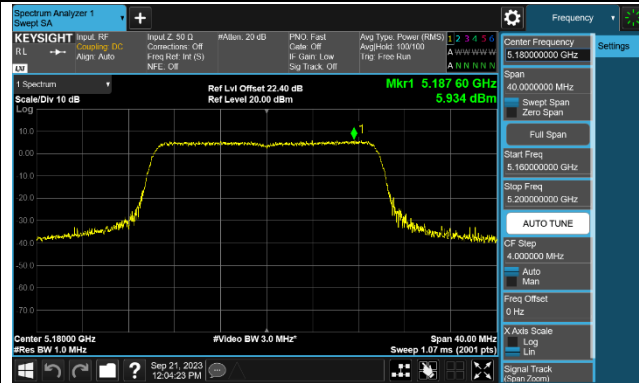 Spectrum Analyzer 1
Swept SA
Frequency
KEYSIGHT
RL
LXI
Input: RF
Coupling: DC
Align: Auto
Input Z: 50 Ω
Corrections: Off
Freq Ref: Int (S)
NFE: Off
#Atten: 20 dB
PNO: Fast
Gate: Off
IF Gain: Low
Sig Track: Off
Avg Type: Power (RMS)
Avg|Hold: 100/100
Trig: Free Run
1 2 3 4 5 6
A W W W W W
A N N N N N
1 Spectrum
Scale/Div 10 dB
Log
Ref Lvl Offset 22.40 dB
Ref Level 20.00 dBm
Mkr1 5.187 60 GHz
5.934 dBm
1
10.0
0.00
-10.0
-20.0
-30.0
-40.0
-50.0
-60.0
-70.0
Center 5.18000 GHz
#Res BW 1.0 MHz
#Video BW 3.0 MHz*
Span 40.00 MHz
Sweep 1.07 ms (2001 pts)
Center Frequency
5.180000000 GHz
Settings
Span
40.0000000 MHz
Swept Span
Zero Span
Full Span
Start Freq
5.160000000 GHz
Stop Freq
5.200000000 GHz
AUTO TUNE
CF Step
4.000000 MHz
Auto
Man
Freq Offset
0 Hz
X Axis Scale
Log
Lin
Signal Track
(Span Zoom)
?
Sep 21, 2023
12:04:23 PM